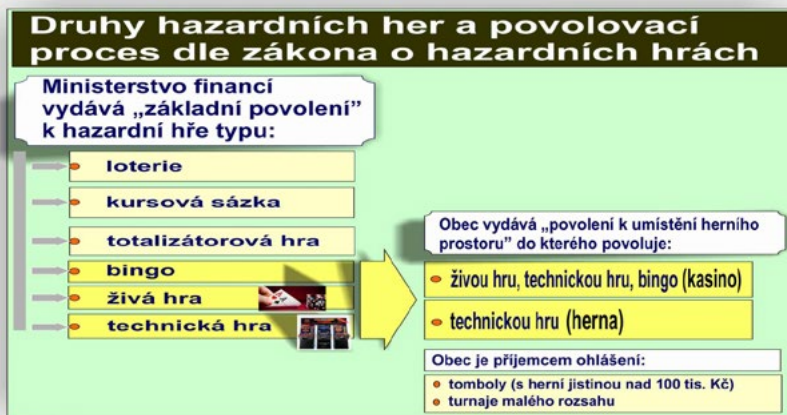 Druhy hazardních her a povolovací
proces dle zákona o hazardních hrách
Ministerstvo financí
vydává „základní povolení”
k hazardní hře typu:
loterie
kursová sázka
totalizátorová hra
bingo
živá hra
technická hra
Obec vydává „povolení k umístění herního
prostoru” do kterého povoluje:
živou hru, technickou hru, bingo (kasino)
technickou hru (herna)
Obec je příjemcem ohlášení:
tomboly (s herní jistinou nad 100 tis. Kč)
turnaje malého rozsahu